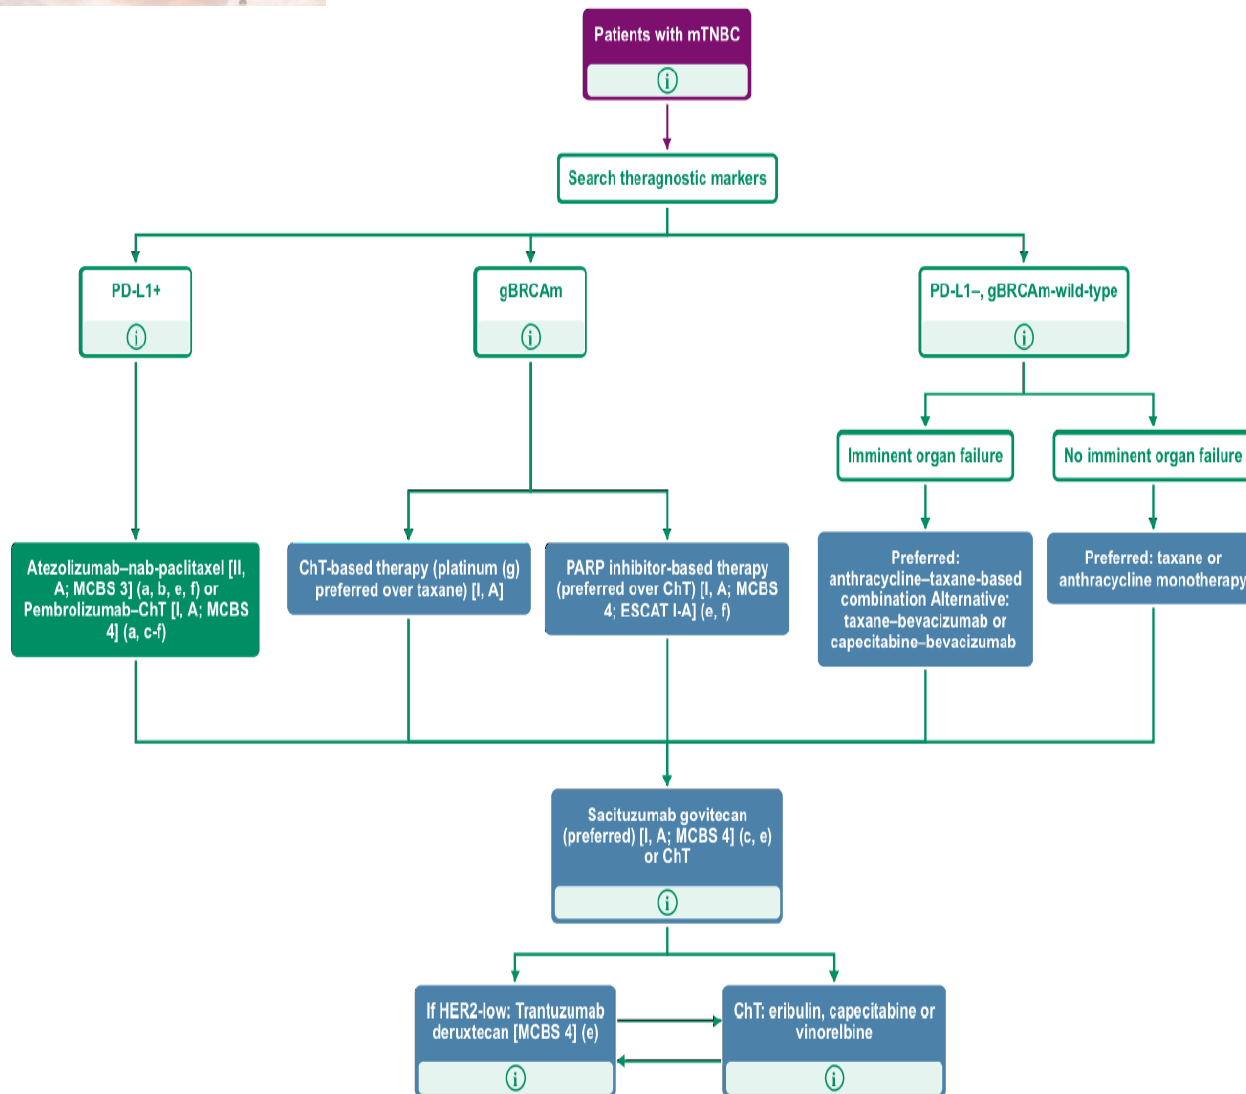 Patients with mTNBC
i
Search theragnostic markers
PD-L1+
i
gBRCAm
i
PD-L1–, gBRCAm-wild-type
i
Imminent organ failure
No imminent organ failure
Atezolizumab–nab-paclitaxel [II,
A; MCBS 3] (a, b, e, f) or
Pembrolizumab–ChT [I, A; MCBS
4] (a, c-f)
ChT-based therapy (platinum (g)
preferred over taxane) [I, A]
PARP inhibitor-based therapy
(preferred over ChT) [I, A; MCBS
4; ESCAT I-A] (e, f)
Preferred:
anthracycline–taxane-based
combination Alternative:
taxane–bevacizumab or
capecitabine–bevacizumab
Preferred: taxane or
anthracycline monotherapy
Sacituzumab govitecan
(preferred) [I, A; MCBS 4] (c, e)
or ChT
i
If HER2-low: Trantuzumab
deruxtecan [MCBS 4] (e)
i
ChT: eribulin, capecitabine or
vinorelbine
i